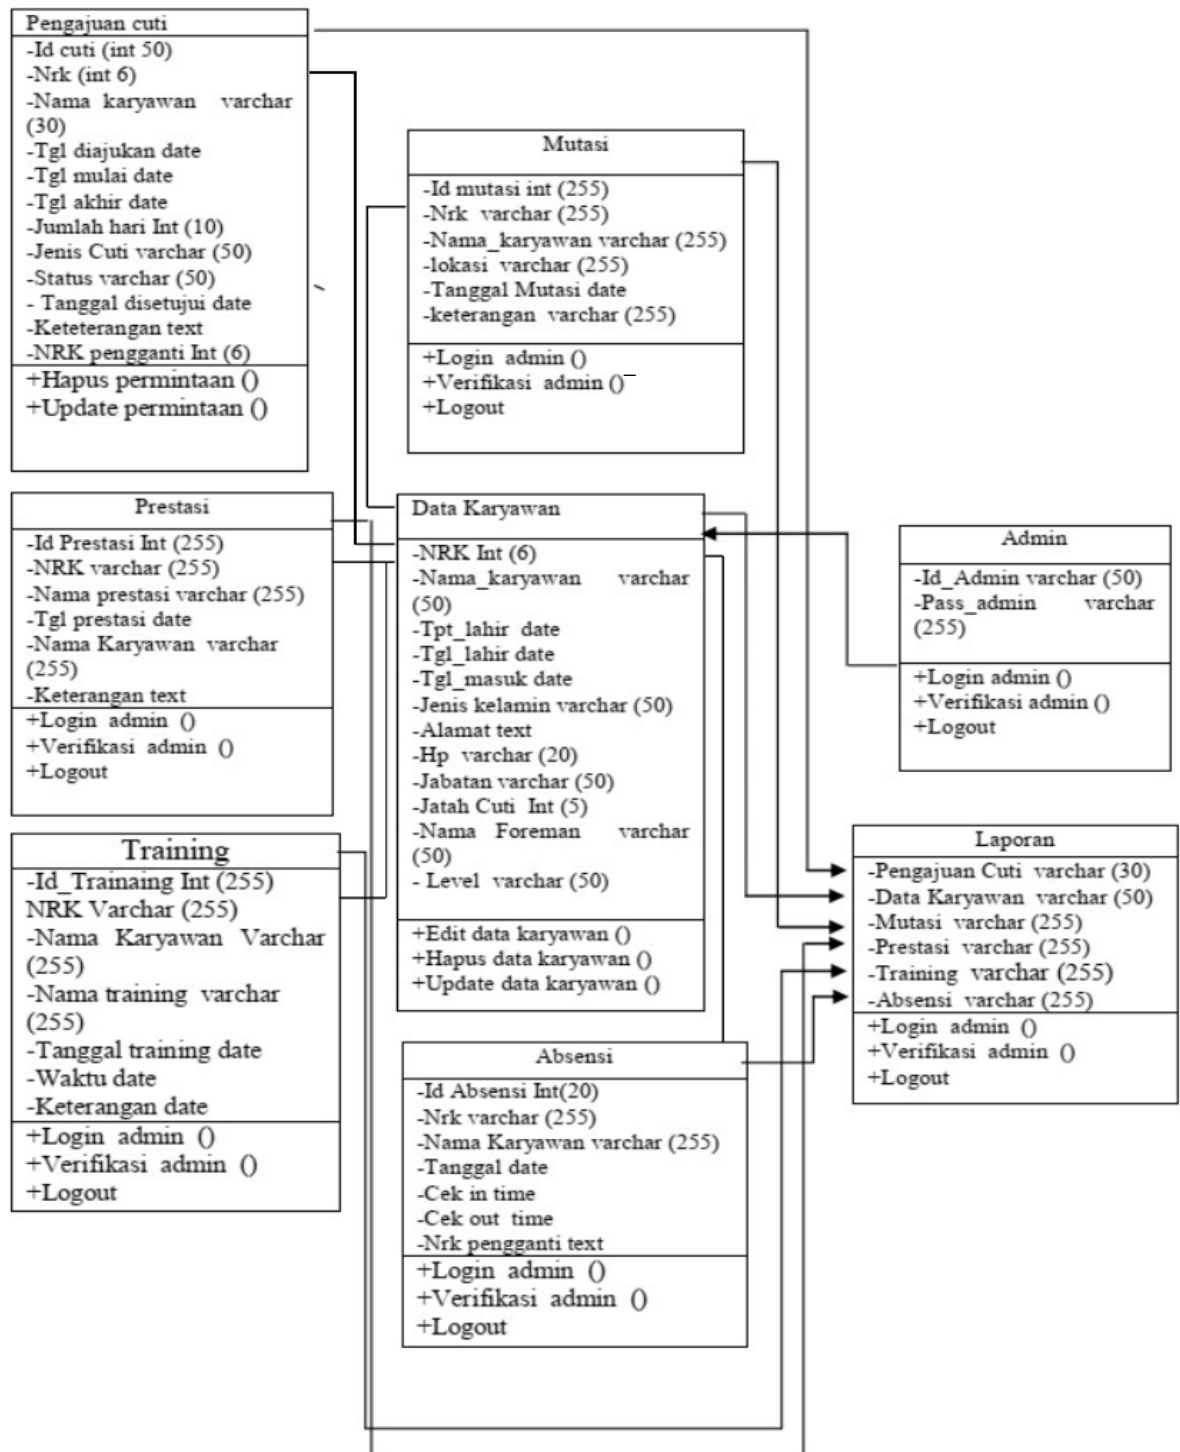 Pengajuan cuti
-Id cuti (int 50)
-Nrk (int 6)
-Nama karyawan varchar
(30)
-Tgl diajukan date
-Tgl mulai date
-Tgl akhir date
-Jumlah hari Int (10)
-Jenis Cuti varchar (50)
-Status varchar (50)
- Tanggal disetujui date
-Keteterangan text
-NRK pengganti Int (6)
+Hapus permintaan ()
+Update permintaan ()
Mutasi
-Id mutasi int (255)
-Nrk varchar (255)
-Nama_karyawan varchar (255)
-lokasi varchar (255)
-Tanggal Mutasi date
-keterangan varchar (255)
+Login admin ()
+Verifikasi admin ()
+Logout
Prestasi
-Id Prestasi Int (255)
-NRK varchar (255)
-Nama prestasi varchar (255)
-Tgl prestasi date
-Nama Karyawan varchar
(255)
-Keterangan text
+Login admin ()
+Verifikasi admin ()
+Logout
Data Karyawan
-NRK Int (6)
-Nama_karyawan varchar
(50)
-Tpt_lahir date
-Tgl_lahir date
-Tgl_masuk date
-Jenis kelamin varchar (50)
-Alamat text
-Hp varchar (20)
-Jabatan varchar (50)
-Jatah Cuti Int (5)
-Nama Foreman varchar
(50)
- Level varchar (50)
+Edit data karyawan ()
+Hapus data karyawan ()
+Update data karyawan ()
Admin
-Id_Admin varchar (50)
-Pass_admin varchar
(255)
+Login admin ()
+Verifikasi admin ()
+Logout
Training
-Id_Trainaing Int (255)
NRK Varchar (255)
-Nama Karyawan Varchar
(255)
-Nama training varchar
(255)
-Tanggal training date
-Waktu date
-Keterangan date
+Login admin ()
+Verifikasi admin ()
+Logout
Laporan
-Pengajuan Cuti varchar (30)
-Data Karyawan varchar (50)
-Mutasi varchar (255)
-Prestasi varchar (255)
-Training varchar (255)
-Absensi varchar (255)
+Login admin ()
+Verifikasi admin ()
+Logout
Absensi
-Id Absensi Int(20)
-Nrk varchar (255)
-Nama Karyawan varchar (255)
-Tanggal date
-Cek in time
-Cek out time
-Nrk pengganti text
+Login admin ()
+Verifikasi admin ()
+Logout